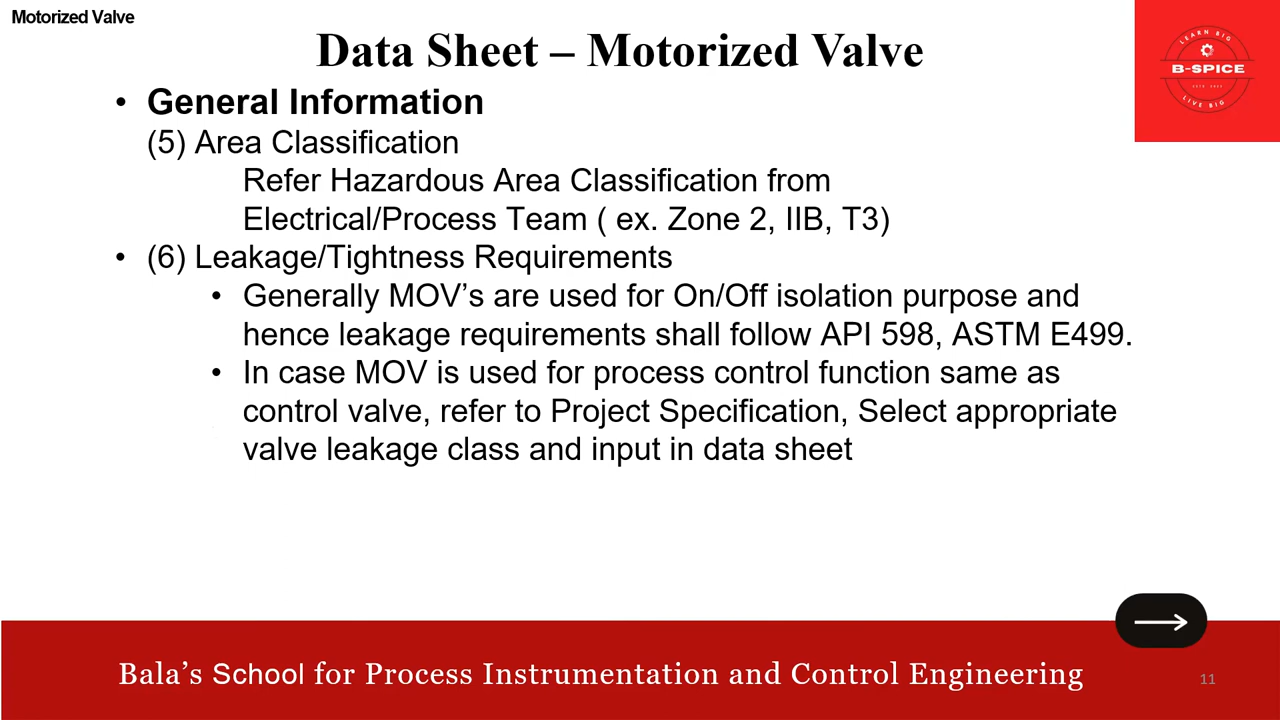 Motorized Valve
Data Sheet – Motorized Valve
LEARN BIG
B-SPICE
LIVE BIG
• General Information
(5) Area Classification
Refer Hazardous Area Classification from
Electrical/Process Team ( ex. Zone 2, IIB, T3)
• (6) Leakage/Tightness Requirements
• Generally MOV’s are used for On/Off isolation purpose and
hence leakage requirements shall follow API 598, ASTM E499.
• In case MOV is used for process control function same as
control valve, refer to Project Specification, Select appropriate
valve leakage class and input in data sheet
Bala’s School for Process Instrumentation and Control Engineering
11